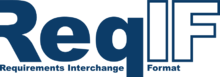 ReqIF
Requirements Interchange Format